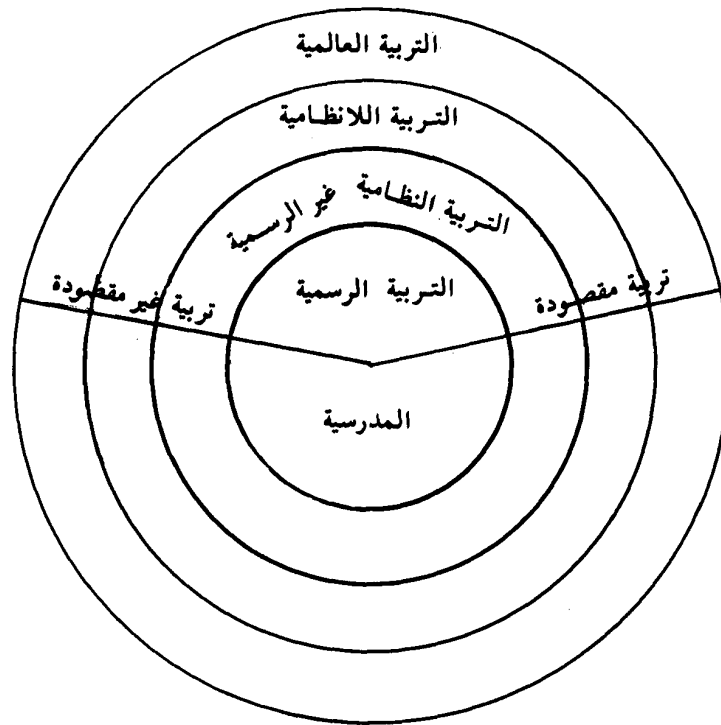 التربية العالمية
التربية اللانظامية
التربية النظامية غير الرسمية
تربية مقصودة
تربية غير مقصودة
التربية الرسمية
المدرسية